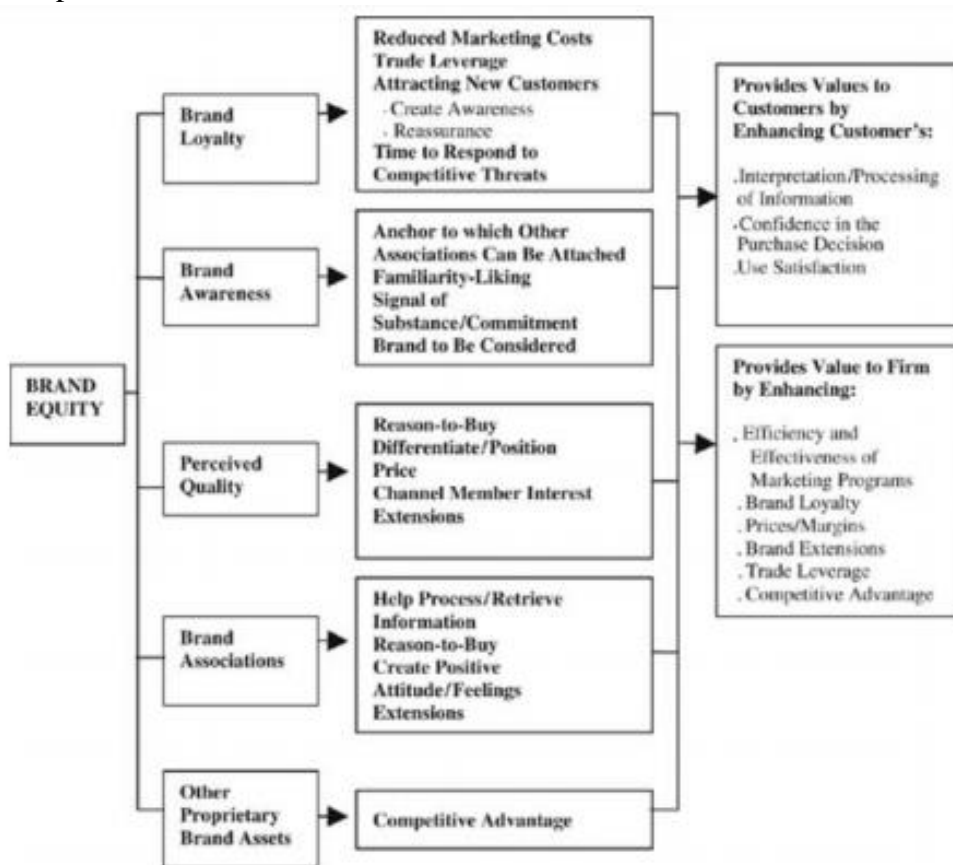 BRAND
EQUITY
Brand
Loyalty
Reduced Marketing Costs
Trade Leverage
Attracting New Customers
. Create Awareness
. Reassurance
Time to Respond to
Competitive Threats
Brand
Awareness
Anchor to which Other
Associations Can Be Attached
Familiarity-Liking
Signal of
Substance/Commitment
Brand to Be Considered
Perceived
Quality
Reason-to-Buy
Differentiate/Position
Price
Channel Member Interest
Extensions
Brand
Associations
Help Process/Retrieve
Information
Reason-to-Buy
Create Positive
Attitude/Feelings
Extensions
Other
Proprietary
Brand Assets
Competitive Advantage
Provides Values to
Customers by
Enhancing Customer's:
.Interpretation/Processing
of Information
.Confidence in the
Purchase Decision
.Use Satisfaction
Provides Value to Firm
by Enhancing:
. Efficiency and
Effectiveness of
Marketing Programs
. Brand Loyalty
. Prices/Margins
. Brand Extensions
. Trade Leverage
. Competitive Advantage